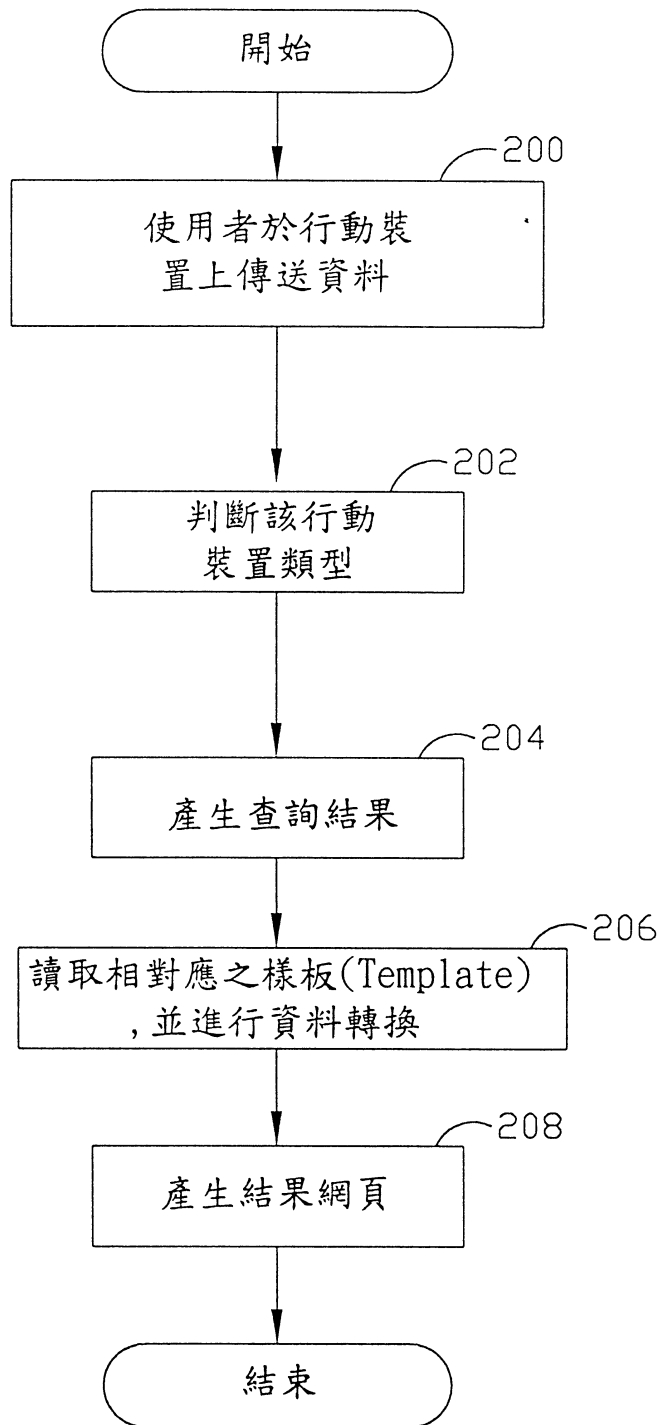 開始
200
使用者於行動裝
置上傳送資料
202
判斷該行動
裝置類型
204
產生查詢結果
206
讀取相對應之樣板(Template)
,並進行資料轉換
208
產生結果網頁
結束